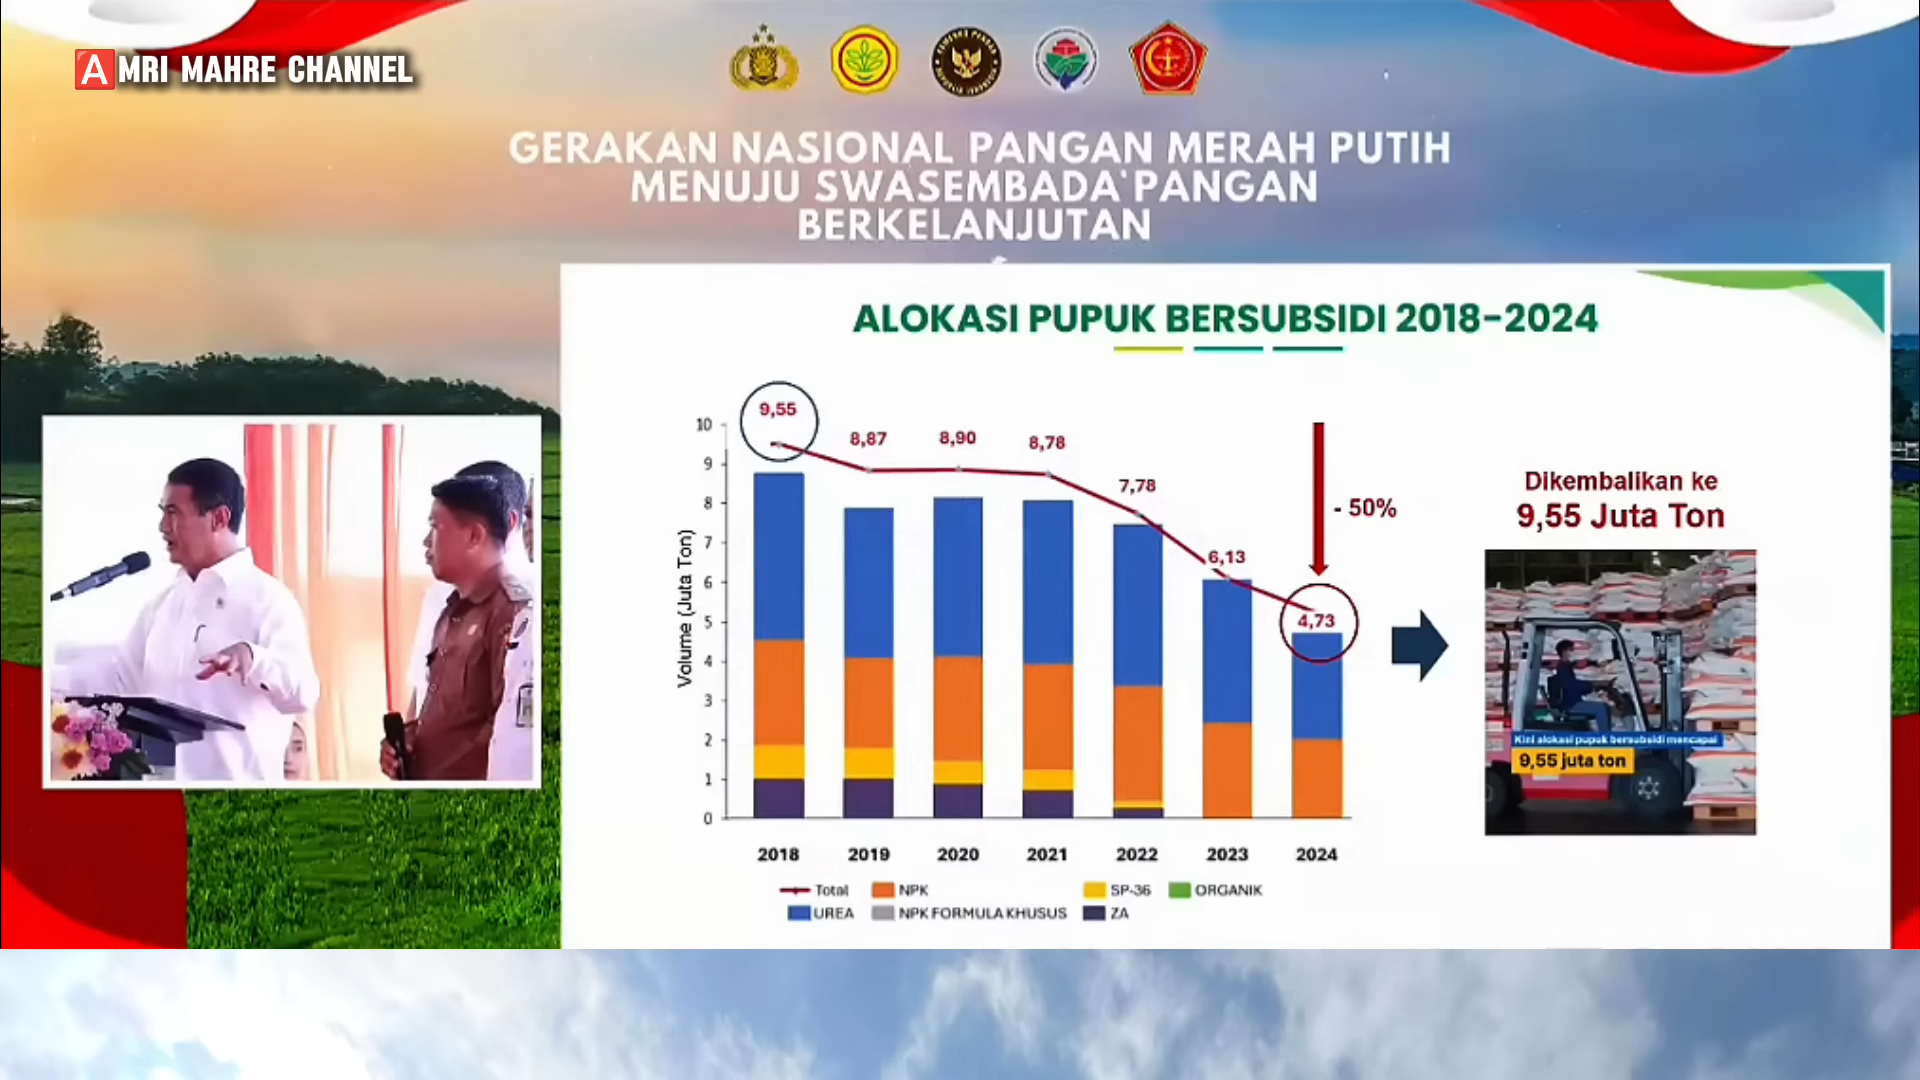 AMRI MAHRE CHANNEL
GERAKAN NASIONAL PANGAN MERAH PUTIH
MENUJU SWASEMBADA PANGAN
BERKELANJUTAN
ALOKASI PUPUK BERSUBSIDI 2018-2024
Volume (Juta Ton)
10
9
8
7
6
5
4
3
2
1
0
9,55
8,87
8,90
8,78
7,78
6,13
4,73
- 50%
2018 2019 2020 2021 2022 2023 2024
Total NPK SP-36 ORGANIK
UREA NPK FORMULA KHUSUS ZA
Dikembalikan ke
9,55 Juta Ton
Kini alokasi pupuk bersubsidi mencapai
9,55 juta ton